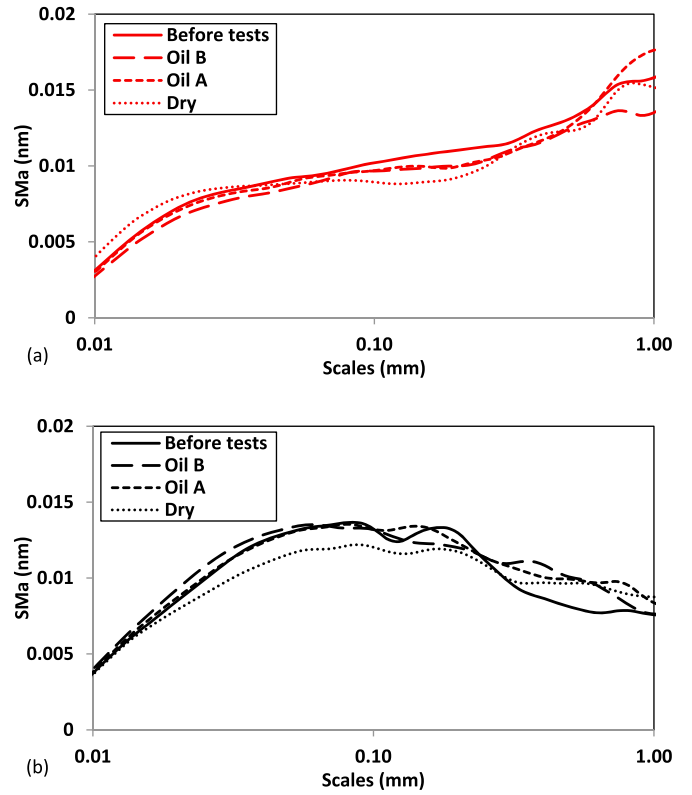 0.02
0.015
0.01
0.005
0
SMa (nm)
Before tests
Oil B
Oil A
Dry
0.01
0.10
1.00
Scales (mm)
(a)
0.02
0.015
0.01
0.005
0
SMa (nm)
Before tests
Oil B
Oil A
Dry
0.01
0.10
1.00
Scales (mm)
(b)